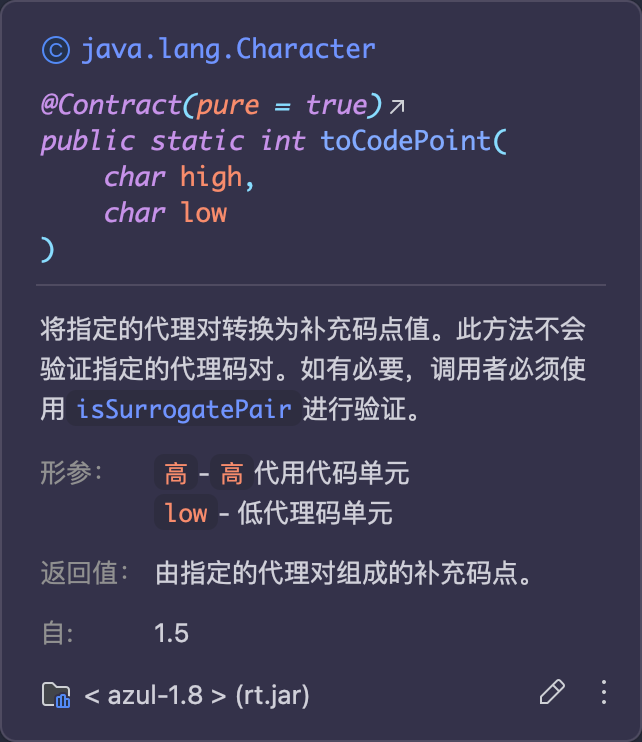 © java.lang.Character
@Contract(pure = true)↗
public static int toCodePoint(
    char high,
    char low
)
将指定的代理对转换为补充码点值。此方法不会
验证指定的代理码对。如有必要，调用者必须使
用 isSurrogatePair 进行验证。
形参： 高 - 高 代用代码单元
low - 低代理码单元
返回值： 由指定的代理对组成的补充码点。
自： 1.5
< azul-1.8 > (rt.jar)